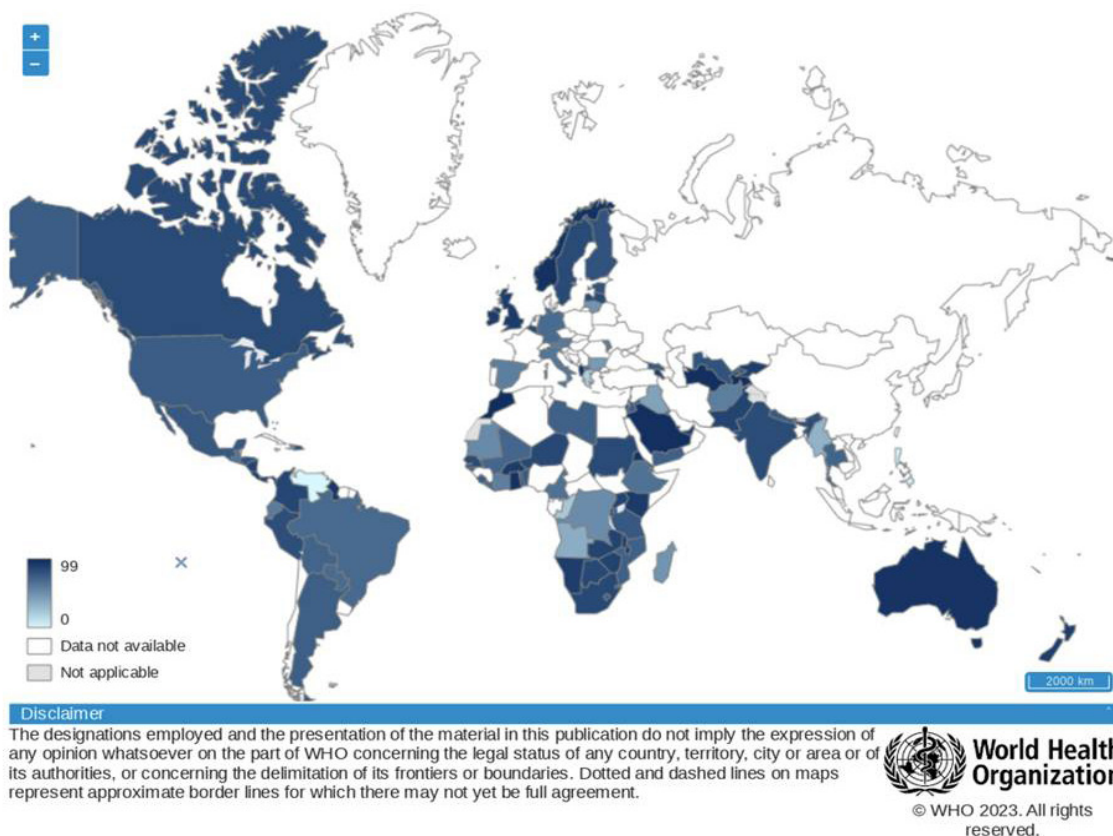 +
−
99
0
Data not available
Not applicable
2000 km
Disclaimer
The designations employed and the presentation of the material in this publication do not imply the expression of
any opinion whatsoever on the part of WHO concerning the legal status of any country, territory, city or area or of
its authorities, or concerning the delimitation of its frontiers or boundaries. Dotted and dashed lines on maps
represent approximate border lines for which there may not yet be full agreement.
World Health
Organization
© WHO 2023. All rights
reserved.